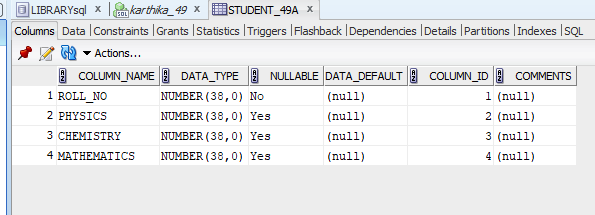 LIBRARYsql x karthika_49 x STUDENT_49A x
Columns Data Constraints Grants Statistics Triggers Flashback Dependencies Details Partitions Indexes SQL
Actions...
COLUMN_NAME DATA_TYPE NULLABLE DATA_DEFAULT COLUMN_ID COMMENTS
1 ROLL_NO NUMBER(38,0) No (null) 1 (null)
2 PHYSICS NUMBER(38,0) Yes (null) 2 (null)
3 CHEMISTRY NUMBER(38,0) Yes (null) 3 (null)
4 MATHEMATICS NUMBER(38,0) Yes (null) 4 (null)